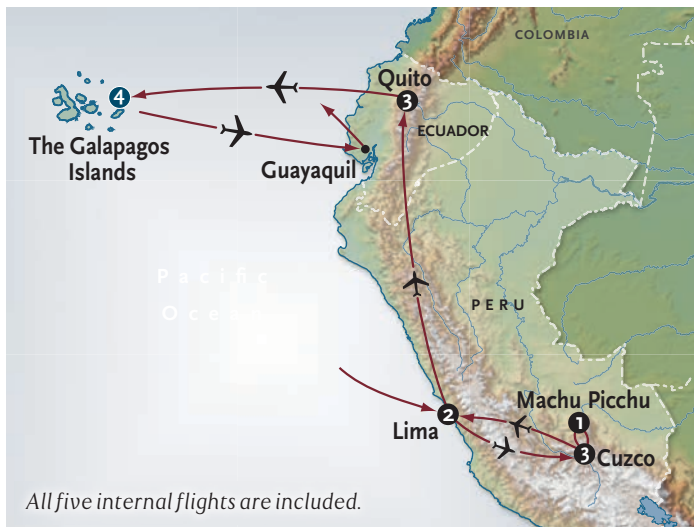 COLOMBIA
Quito
3
4
ECUADOR
The Galapagos
Islands
Guayaquil
Pacific
Ocean
PERU
Machu Picchu
1
2
Lima
3
Cuzco
All five internal flights are included.